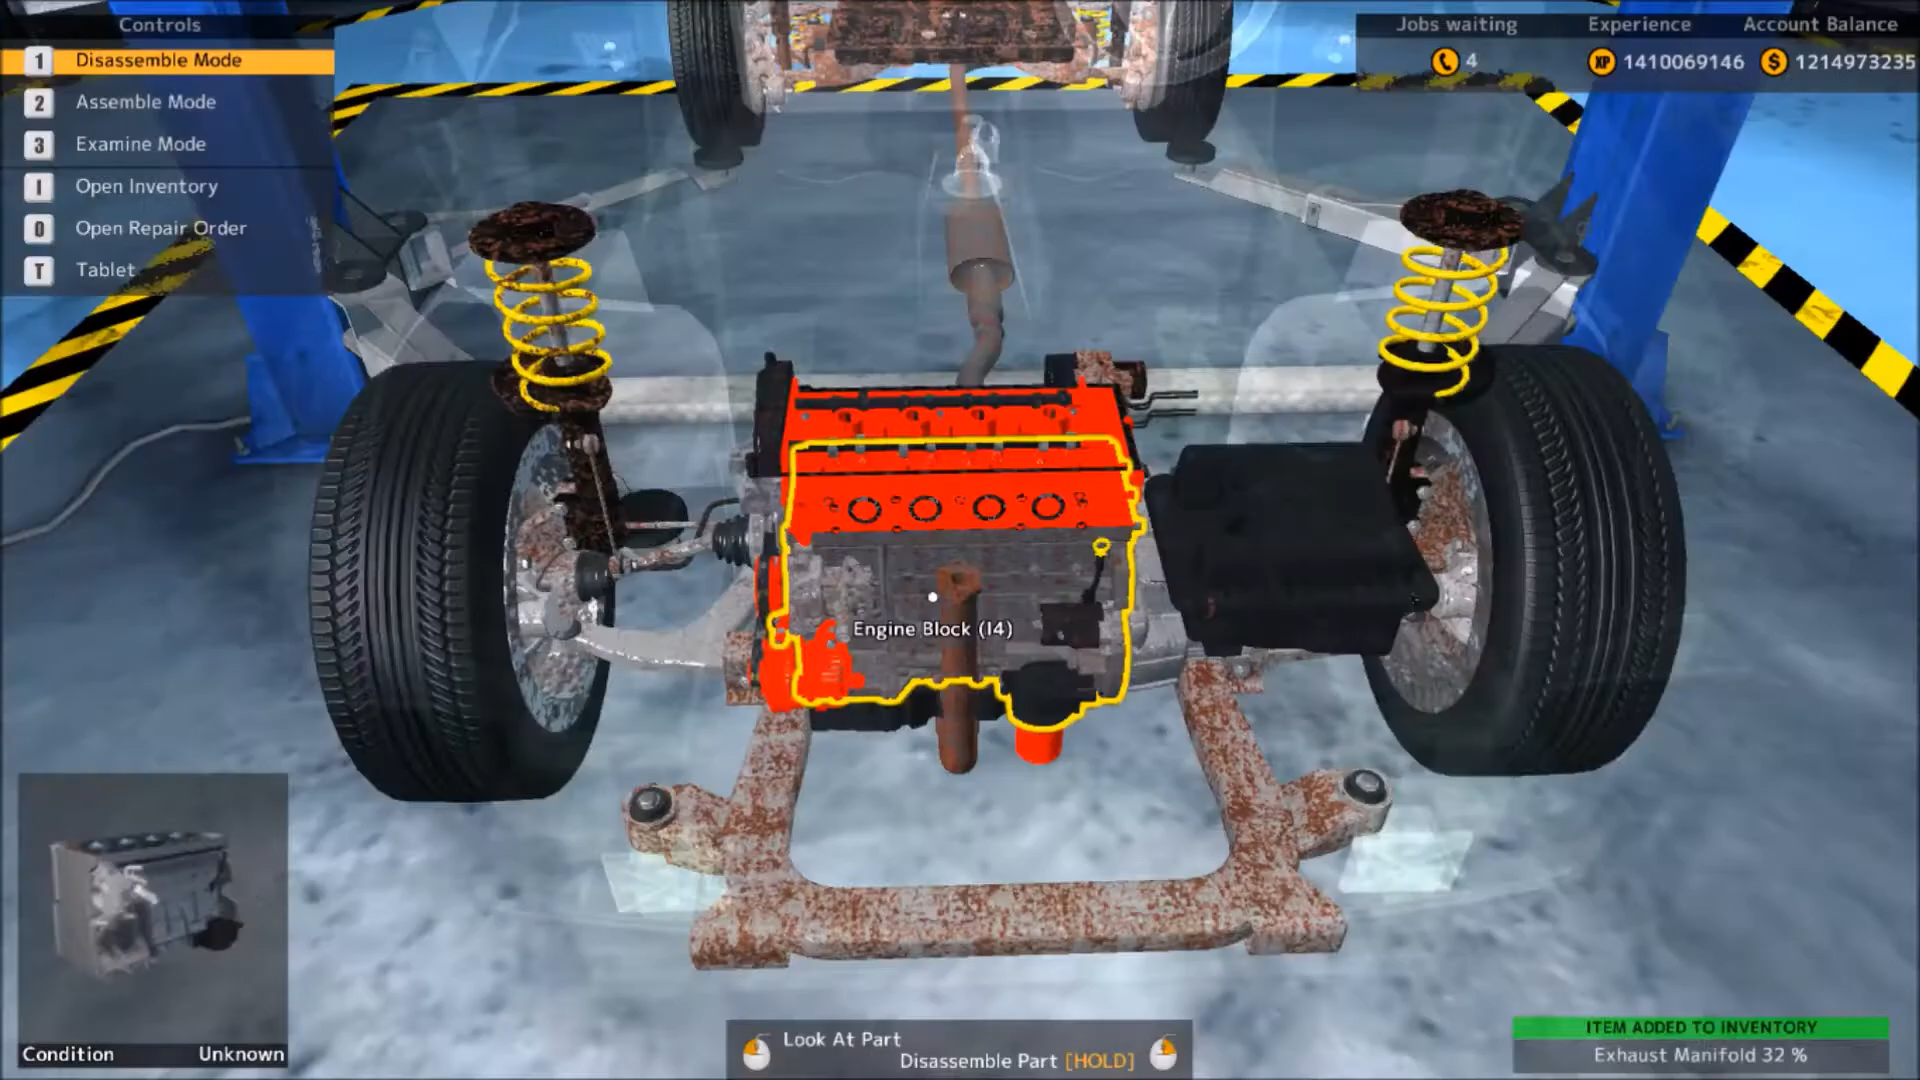 Controls
1 Disassemble Mode
2 Assemble Mode
3 Examine Mode
I Open Inventory
O Open Repair Order
T Tablet
Jobs waiting Experience Account Balance
4 XP 1410069146 $ 1214973235
Engine Block (I4)
Condition Unknown
Look At Part
Disassemble Part [HOLD]
ITEM ADDED TO INVENTORY
Exhaust Manifold 32 %